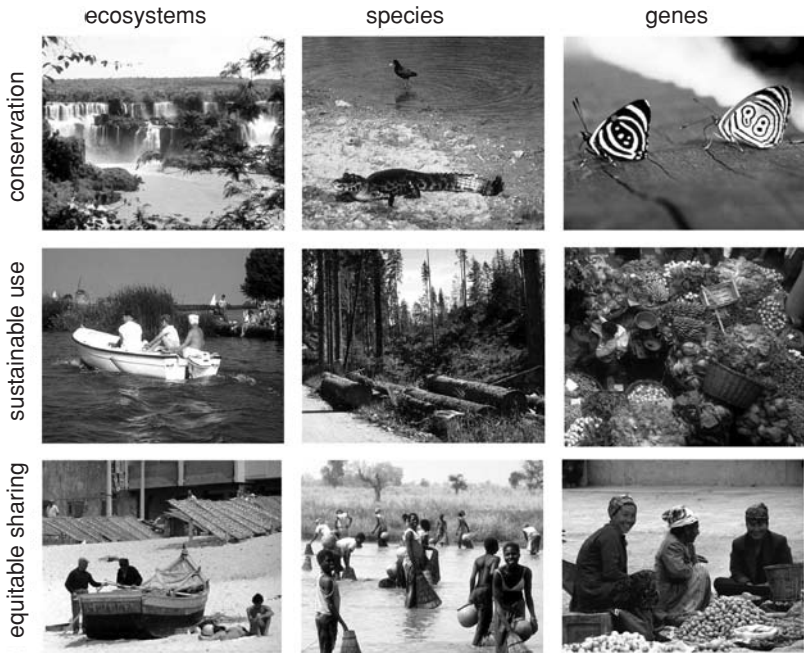 ecosystems species genes
conservation
sustainable use
equitable sharing